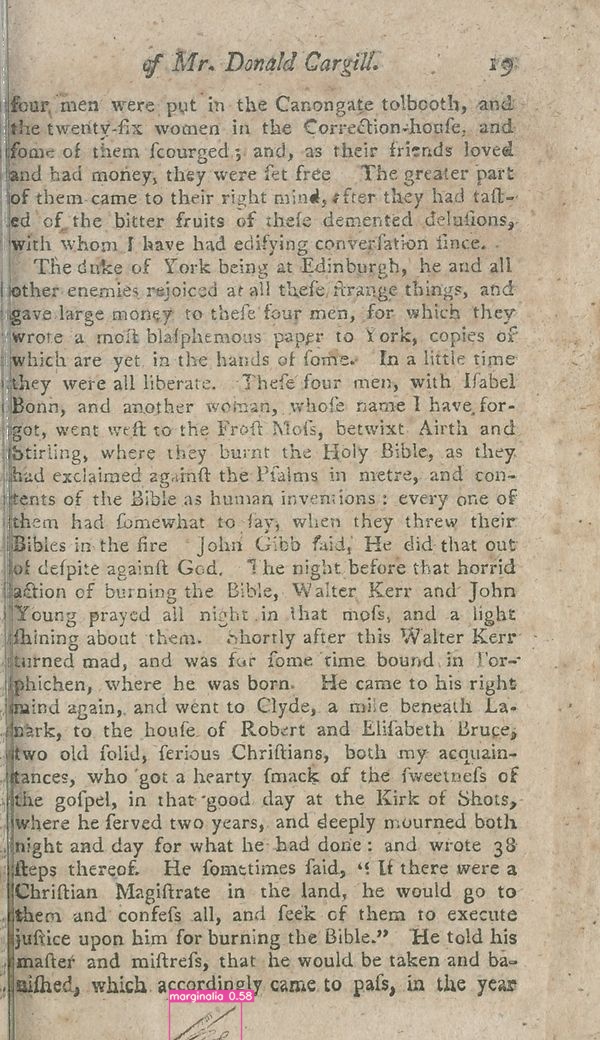 of Mr. Donald Cargill. 19
four men were put in the Canongate tolbooth, and
the twenty-ſix women in the Correction-houſe, and
ſome of them ſcourged; and, as their friends loved
and had money, they were ſet free The greater part
of them came to their right mind, after they had taſt-
ed of the bitter fruits of theſe demented deluſions,
with whom I have had edifying converſation ſince.
The duke of York being at Edinburgh, he and all
other enemies rejoiced at all theſe ſtrange things, and
gave large money to theſe four men, for which they
wrote a moſt blaſphemous paper to York, copies of
which are yet in the hands of ſome. In a little time
they were all liberate. Theſe four men, with Iſabel
Bonn, and another woman, whoſe name I have for-
got, went weſt to the Froſt Moſs, betwixt Airth and
Stirling, where they burnt the Holy Bible, as they
had exclaimed againſt the Pſalms in metre, and con-
tents of the Bible as human inventions: every one of
them had ſomewhat to ſay, when they threw their
Bibles in the fire John Gibb ſaid, He did that out
of deſpite againſt God. The night before that horrid
action of burning the Bible, Walter Kerr and John
Young prayed all night in that moſs, and a light
ſhining about them. Shortly after this Walter Kerr
turned mad, and was for ſome time bound in Tor-
phichen, where he was born. He came to his right
mind again, and went to Clyde, a mile beneath La-
nark, to the houſe of Robert and Eliſabeth Bruce,
two old ſolid, ſerious Chriſtians, both my acquain-
tances, who got a hearty ſmack of the ſweetneſs of
the goſpel, in that good day at the Kirk of Shots,
where he ſerved two years, and deeply mourned both
night and day for what he had done: and wrote 38
ſteps thereof. He ſometimes ſaid, “ If there were a
Chriſtian Magiſtrate in the land, he would go to
them and confeſs all, and ſeek of them to execute
juſtice upon him for burning the Bible.” He told his
maſter and miſtreſs, that he would be taken and ba-
niſhed, which accordingly came to paſs, in the year
marginalia 0.58